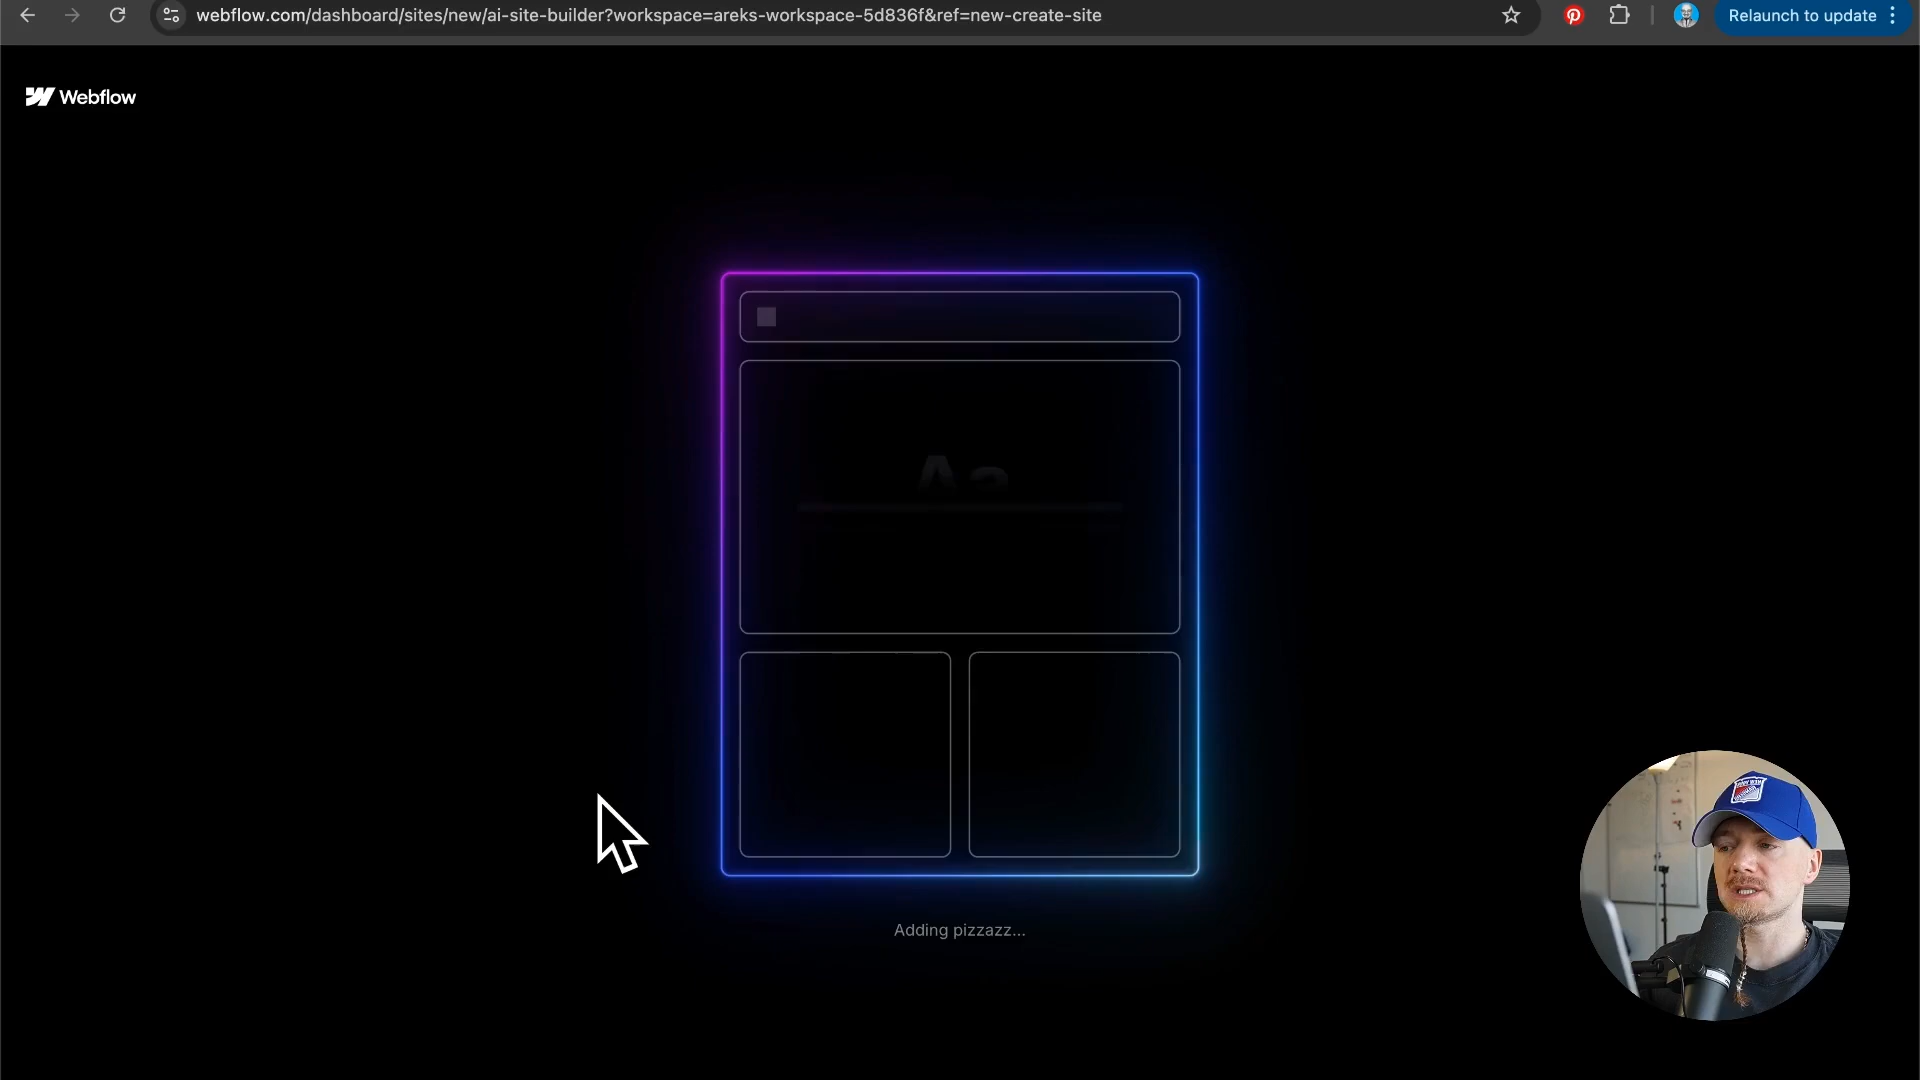 webflow.com/dashboard/sites/new/ai-site-builder?workspace=areks-workspace-5d836f&ref=new-create-site
Relaunch to update
Webflow
Aa
Adding pizzazz...